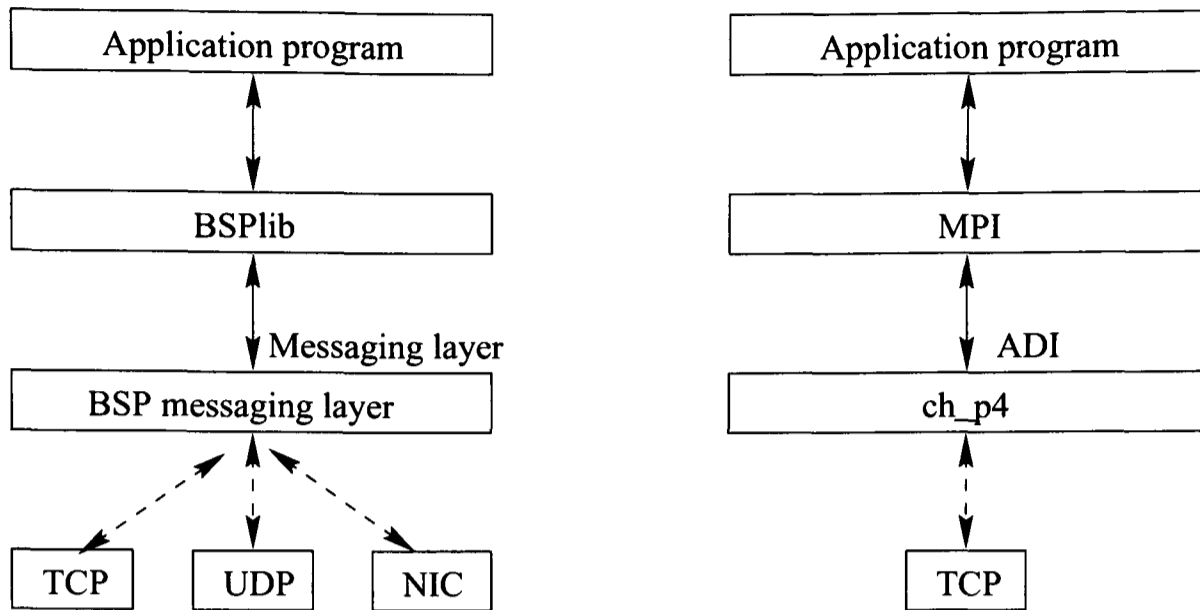 Application program
BSPlib
Messaging layer
BSP messaging layer
TCP
UDP
NIC
Application program
MPI
ADI
ch_p4
TCP